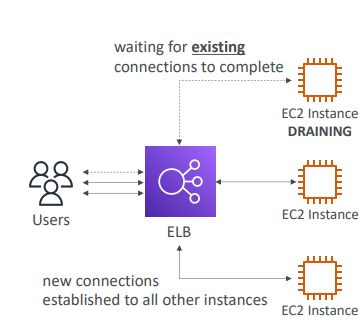 waiting for existing
connections to complete
EC2 Instance
DRAINING
Users
ELB
EC2 Instance
new connections
established to all other instances
EC2 Instance